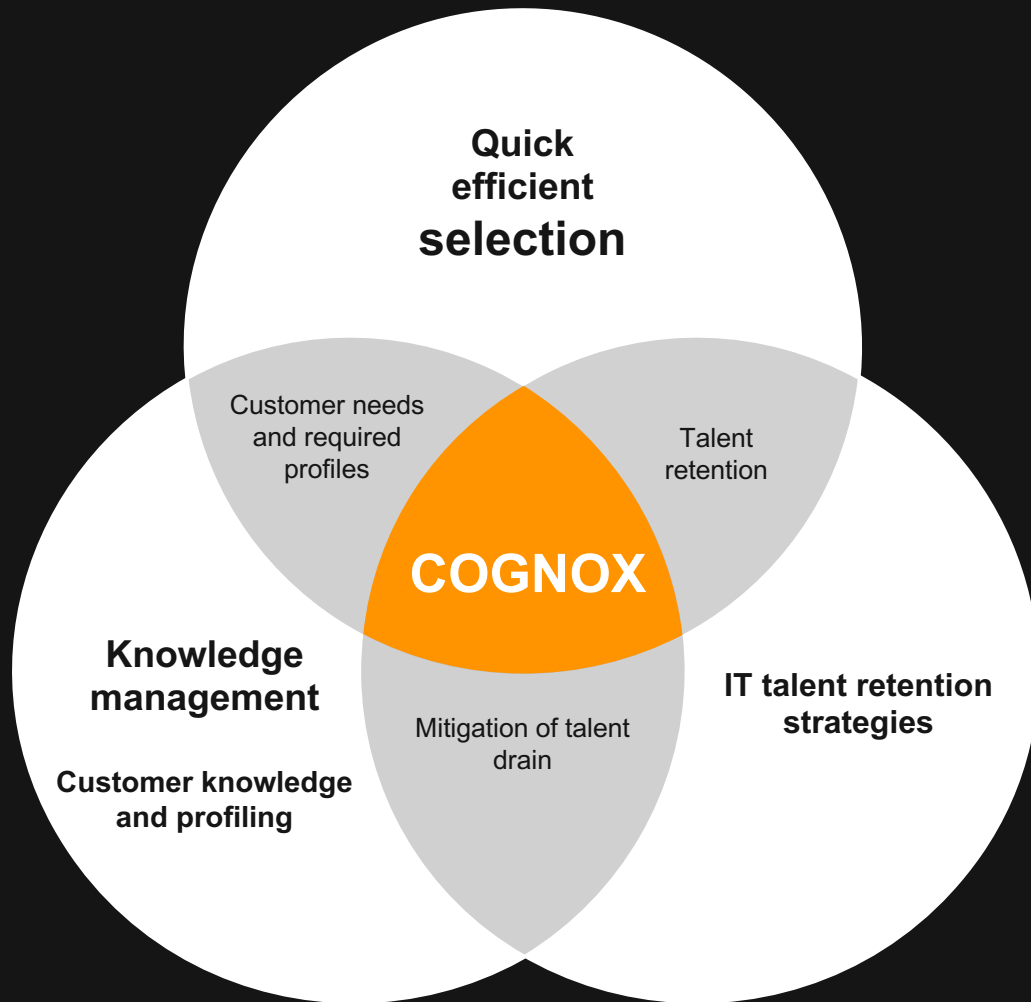 Quick
efficient
selection
Customer needs
and required
profiles
Talent
retention
COGNOX
Knowledge
management
Customer knowledge
and profiling
IT talent retention
strategies
Mitigation of talent
drain